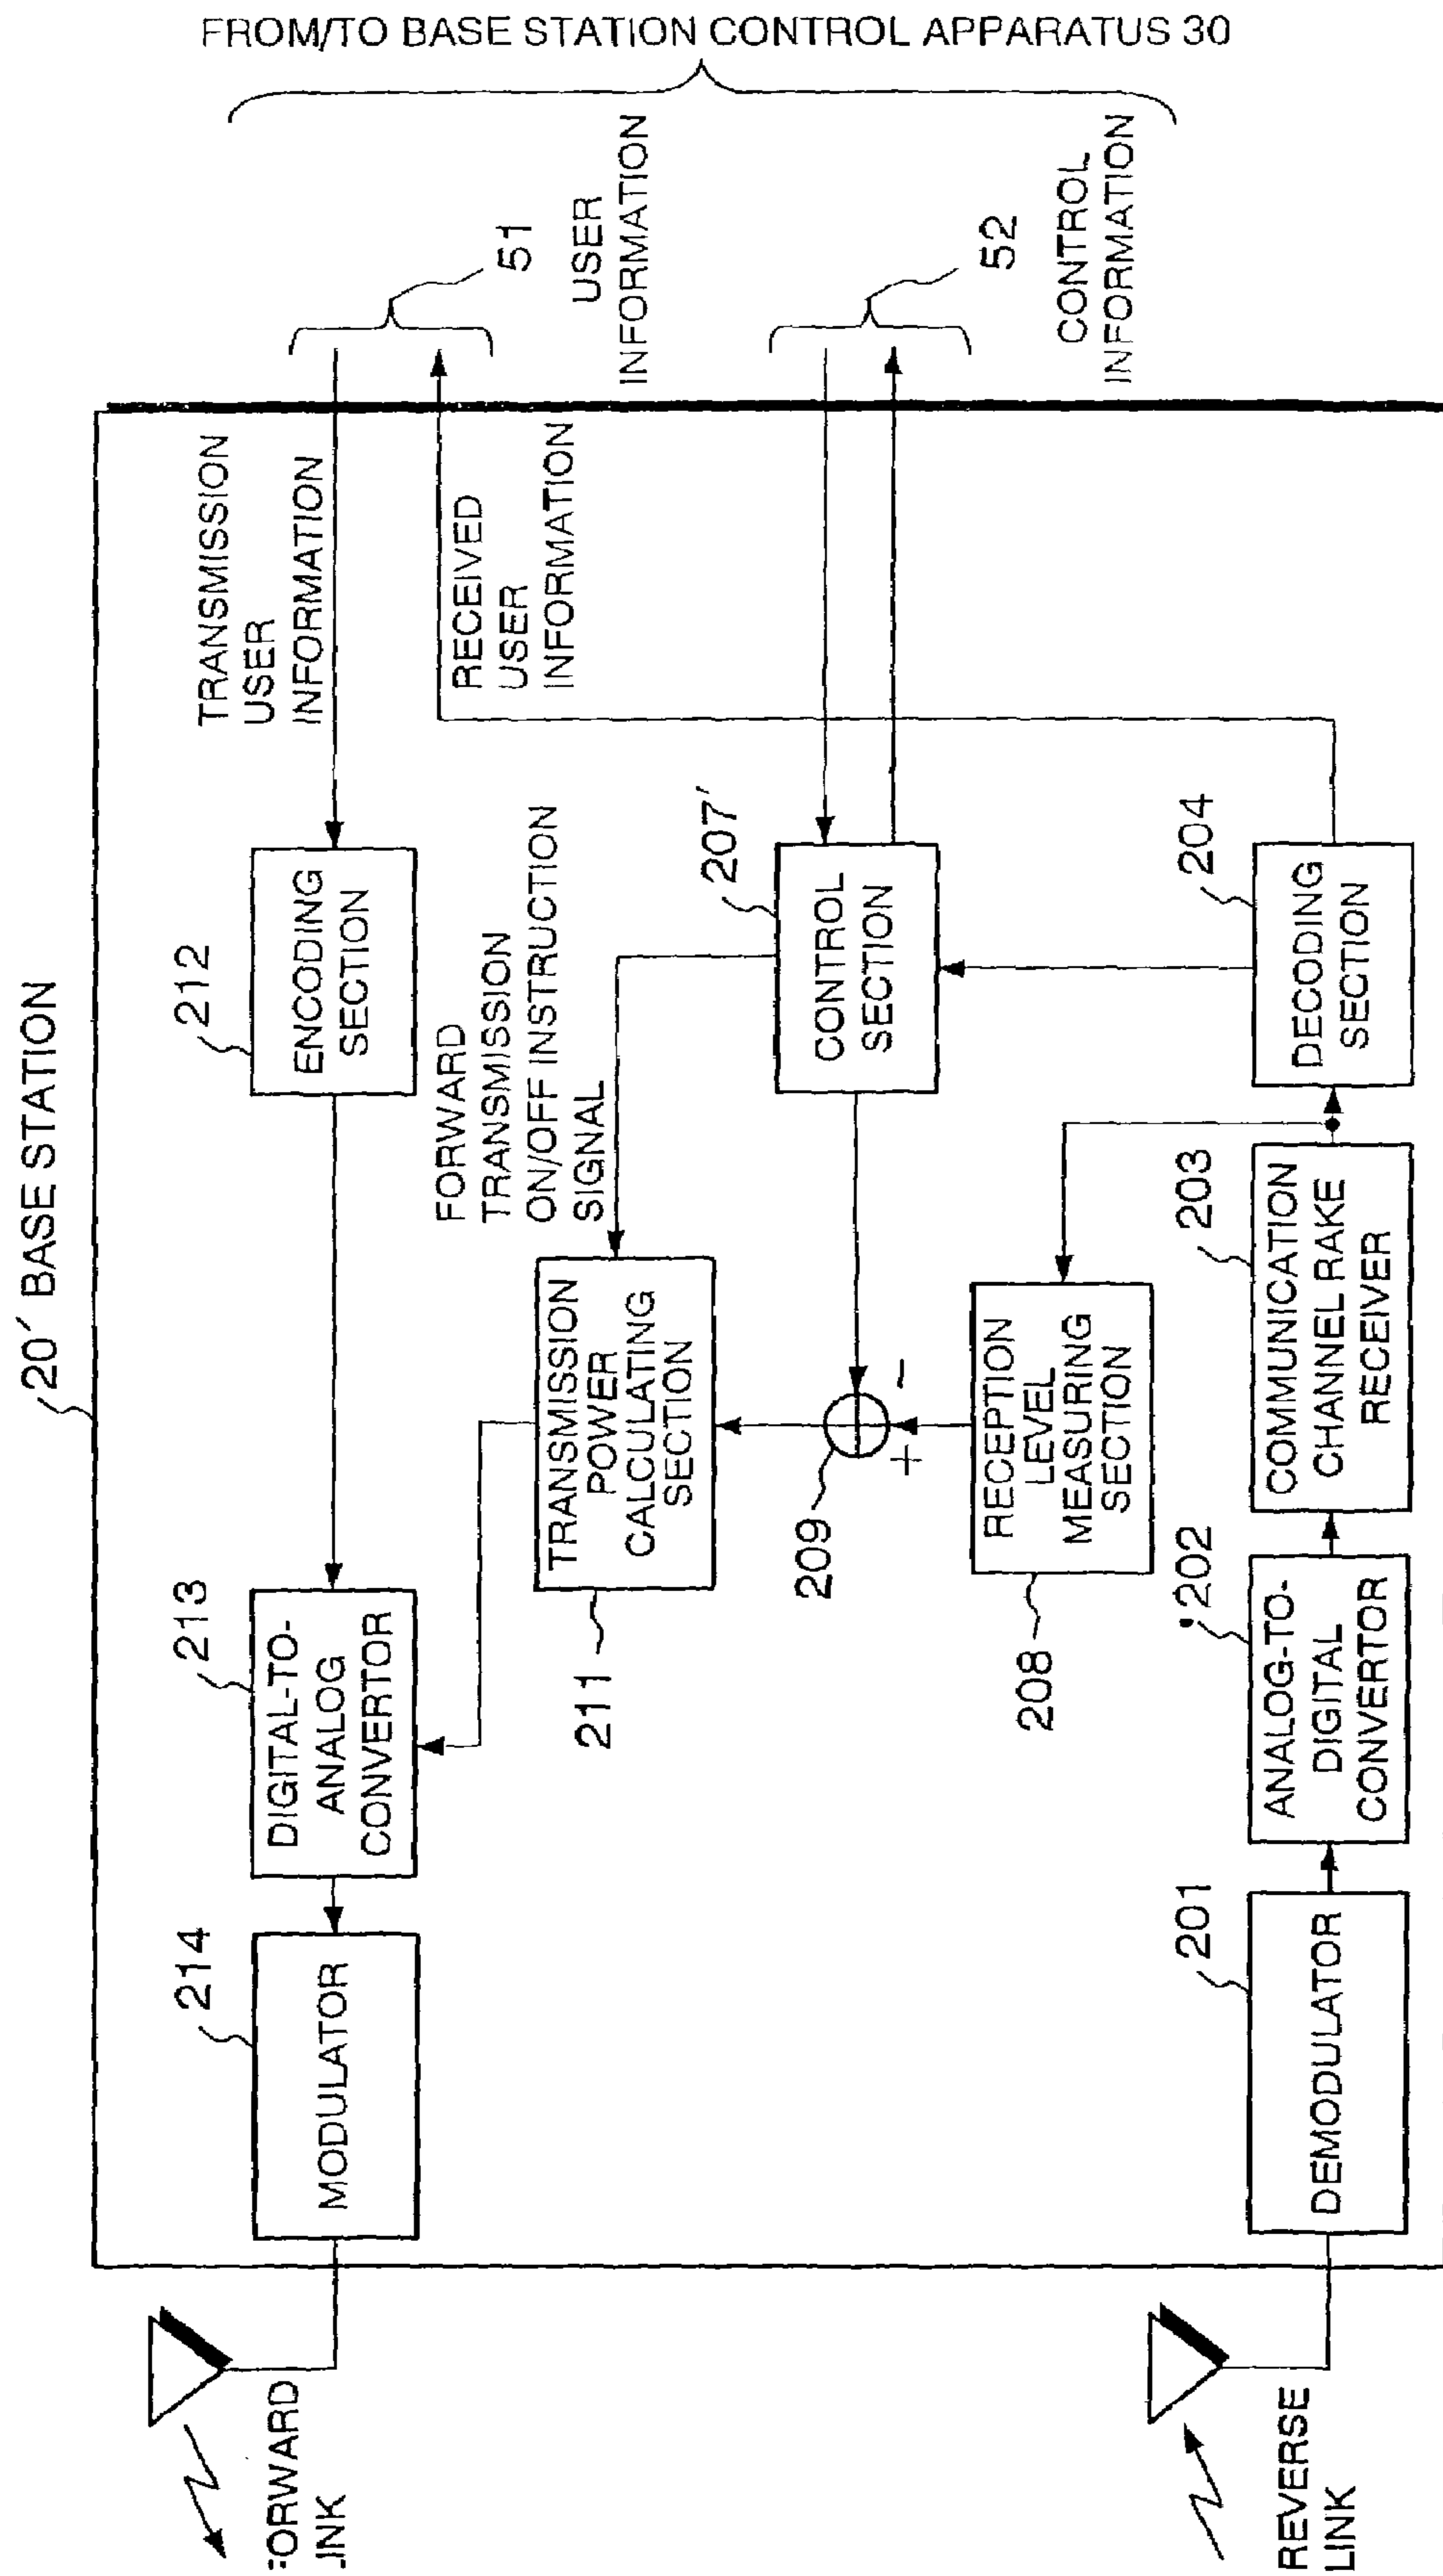 FROM/TO BASE STATION CONTROL APPARATUS 30
20′ BASE STATION
51
USER
INFORMATION
52
CONTROL
INFORMATION
TRANSMISSION
USER
INFORMATION
RECEIVED
USER
INFORMATION
212
ENCODING
SECTION
FORWARD
TRANSMISSION
ON/OFF INSTRUCTION
SIGNAL
207′
CONTROL
SECTION
204
DECODING
SECTION
213
DIGITAL-TO-
ANALOG
CONVERTOR
211
TRANSMISSION
POWER
CALCULATING
SECTION
209
+
-
208
RECEPTION
LEVEL
MEASURING
SECTION
203
COMMUNICATION
CHANNEL RAKE
RECEIVER
202
ANALOG-TO-
DIGITAL
CONVERTOR
214
MODULATOR
201
DEMODULATOR
FORWARD
LINK
REVERSE
LINK